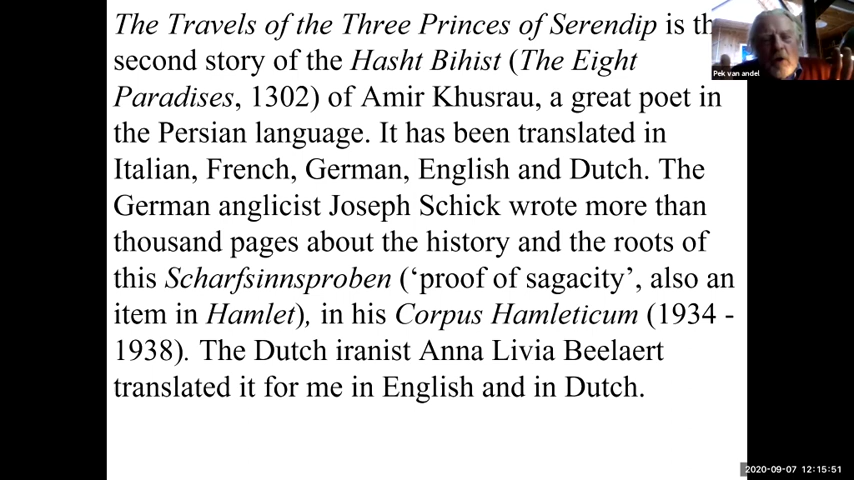 The Travels of the Three Princes of Serendip is th
second story of the Hasht Bihist (The Eight
Paradises, 1302) of Amir Khusrau, a great poet in
the Persian language. It has been translated in
Italian, French, German, English and Dutch. The
German anglicist Joseph Schick wrote more than
thousand pages about the history and the roots of
this Scharfsinnsproben (‘proof of sagacity’, also an
item in Hamlet), in his Corpus Hamleticum (1934 -
1938). The Dutch iranist Anna Livia Beelaert
translated it for me in English and in Dutch.
Pek van andel
2020-09-07 12:15:51